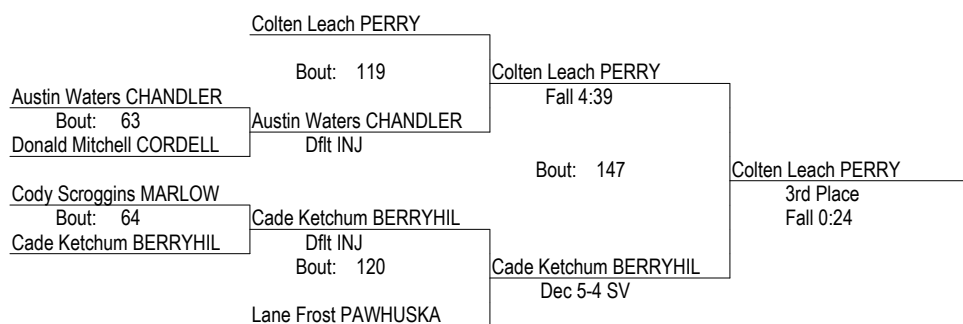 Colten Leach PERRY
Bout: 119
Colten Leach PERRY
Fall 4:39
Austin Waters CHANDLER
Bout: 63
Austin Waters CHANDLER
Donald Mitchell CORDELL
Dflt INJ
Bout: 147
Colten Leach PERRY
3rd Place
Fall 0:24
Cody Scroggins MARLOW
Bout: 64
Cade Ketchum BERRYHIL
Cade Ketchum BERRYHIL
Dflt INJ
Bout: 120
Cade Ketchum BERRYHIL
Dec 5-4 SV
Lane Frost PAWHUSKA